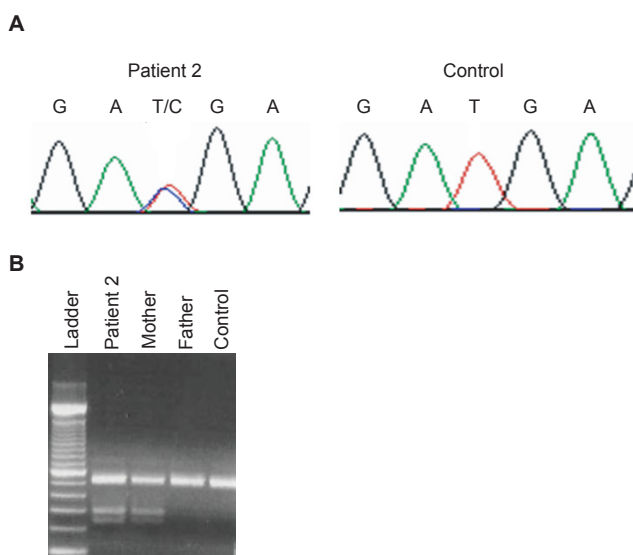 A
Patient 2 Control
G A T/C G A G A T G A
B
Ladder Patient 2 Mother Father Control